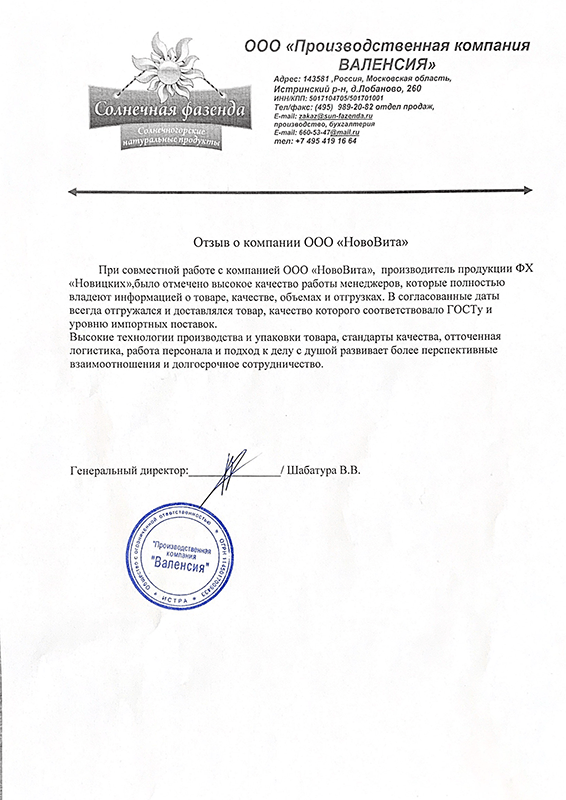 ООО «Производственная компания
ВАЛЕНСИЯ»
Адрес: 143581 ,Россия, Московская область,
Истринский р-н, д.Лобаново, 260
ИНН/КПП: 5017104705/501701001
Тел/факс: (495) 989-20-82 отдел продаж,
E-mail: zakaz@sun-fazenda.ru
производство, бухгалтерия
E-mail: 660-53-47@mail.ru
тел: +7 495 419 16 64
Солнечная фазенда
Солнечногорские
натуральные продукты
Отзыв о компании ООО «НовоВита»
При совместной работе с компанией ООО «НовоВита», производитель продукции ФХ
«Новицких»,было отмечено высокое качество работы менеджеров, которые полностью
владеют информацией о товаре, качестве, объемах и отгрузках. В согласованные даты
всегда отгружался и доставлялся товар, качество которого соответствовало ГОСТу и
уровню импортных поставок.
Высокие технологии производства и упаковки товара, стандарты качества, отточенная
логистика, работа персонала и подход к делу с душой развивает более перспективные
взаимоотношения и долгосрочное сотрудничество.
Генеральный директор:________________/ Шабатура В.В.
Общество с ограниченной ответственностью
ОГРН
"Производственная
компания
"Валенсия"
ИСТРА